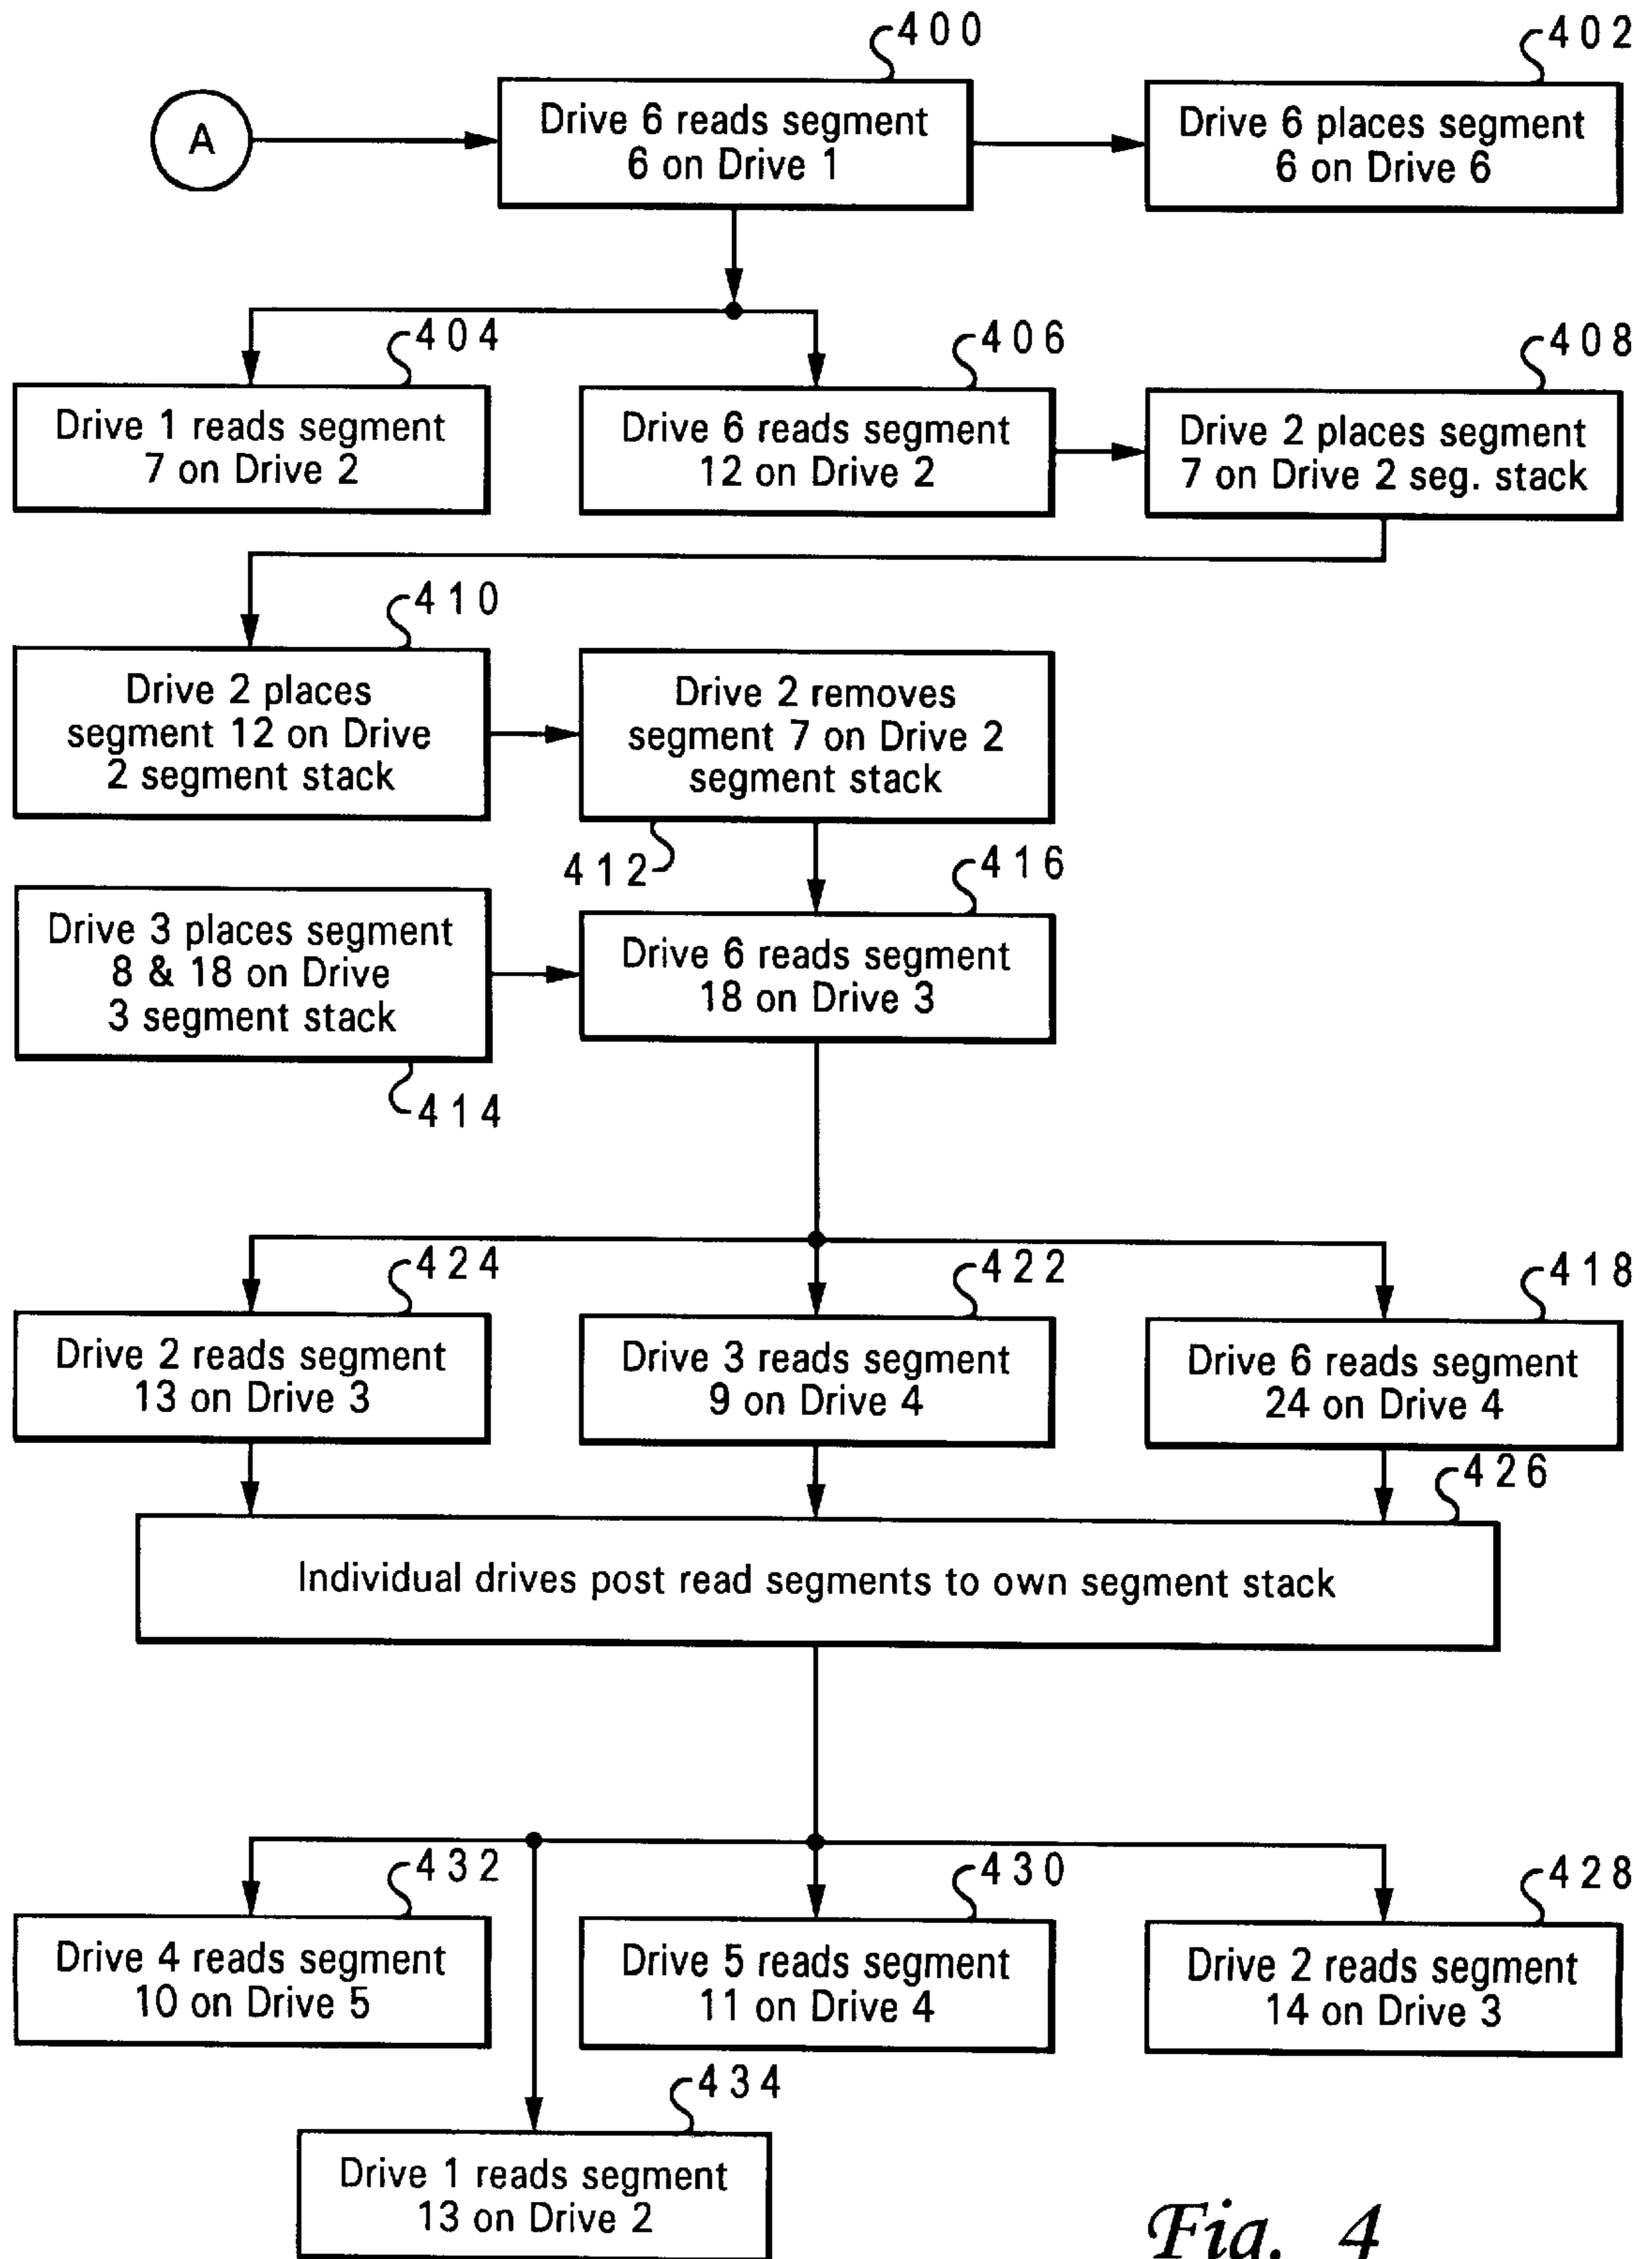 400
402
A
Drive 6 reads segment
6 on Drive 1
Drive 6 places segment
6 on Drive 6
404
406
408
Drive 1 reads segment
7 on Drive 2
Drive 6 reads segment
12 on Drive 2
Drive 2 places segment
7 on Drive 2 seg. stack
410
Drive 2 places
segment 12 on Drive
2 segment stack
Drive 2 removes
segment 7 on Drive 2
segment stack
412
416
Drive 3 places segment
8 & 18 on Drive
3 segment stack
Drive 6 reads segment
18 on Drive 3
414
424
422
418
Drive 2 reads segment
13 on Drive 3
Drive 3 reads segment
9 on Drive 4
Drive 6 reads segment
24 on Drive 4
426
Individual drives post read segments to own segment stack
432
430
428
Drive 4 reads segment
10 on Drive 5
Drive 5 reads segment
11 on Drive 4
Drive 2 reads segment
14 on Drive 3
434
Drive 1 reads segment
13 on Drive 2
Fig. 4